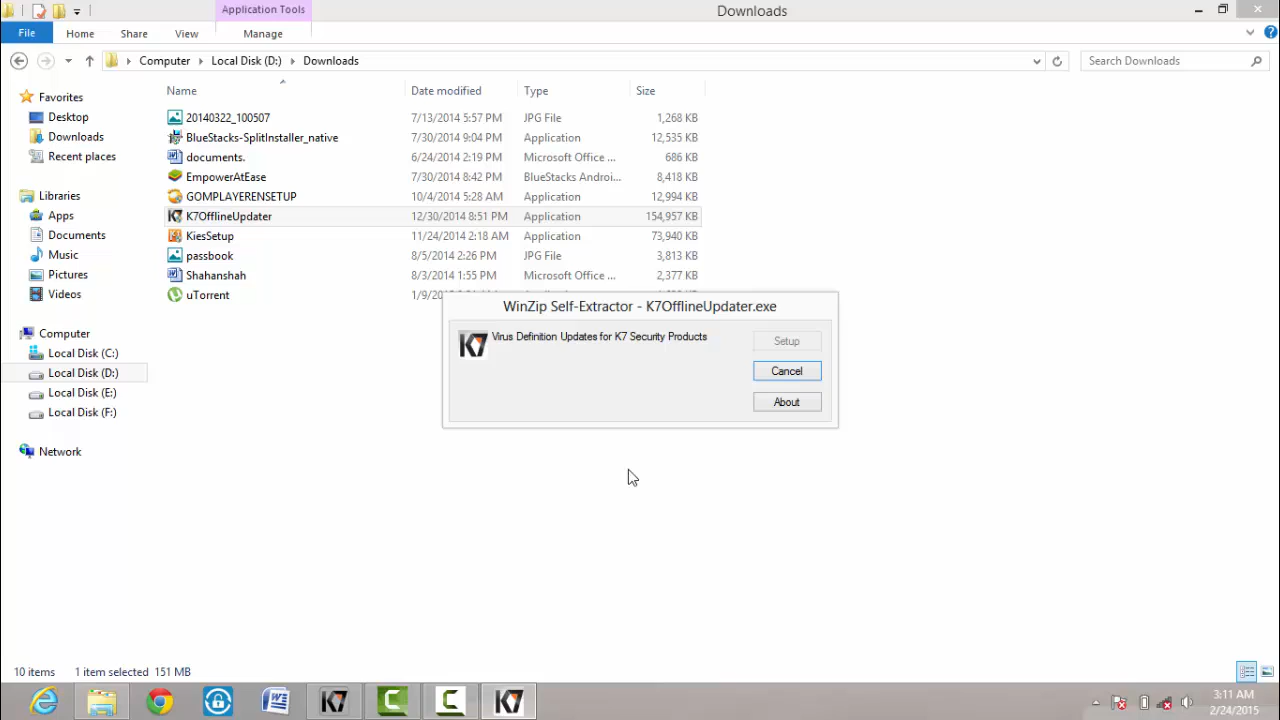 Application Tools
Downloads
File Home Share View Manage
Computer Local Disk (D:) Downloads
Search Downloads
Name Date modified Type Size
20140322_100507 7/13/2014 5:57 PM JPG File 1,268 KB
BlueStacks-SplitInstaller_native 7/30/2014 9:04 PM Application 12,535 KB
documents. 6/24/2014 2:19 PM Microsoft Office ... 686 KB
EmpowerAtEase 7/30/2014 8:42 PM BlueStacks Androi... 8,418 KB
GOMPLAYERENSETUP 10/4/2014 5:28 AM Application 12,994 KB
K7OfflineUpdater 12/30/2014 8:51 PM Application 154,957 KB
KiesSetup 11/24/2014 2:18 AM Application 73,940 KB
passbook 8/5/2014 2:26 PM JPG File 3,813 KB
Shahanshah 8/3/2014 1:55 PM Microsoft Office ... 2,377 KB
uTorrent
Favorites
Desktop
Downloads
Recent places
Libraries
Apps
Documents
Music
Pictures
Videos
Computer
Local Disk (C:)
Local Disk (D:)
Local Disk (E:)
Local Disk (F:)
Network
WinZip Self-Extractor - K7OfflineUpdater.exe
K7 Virus Definition Updates for K7 Security Products
Setup
Cancel
About
10 items 1 item selected 151 MB
3:11 AM
2/24/2015